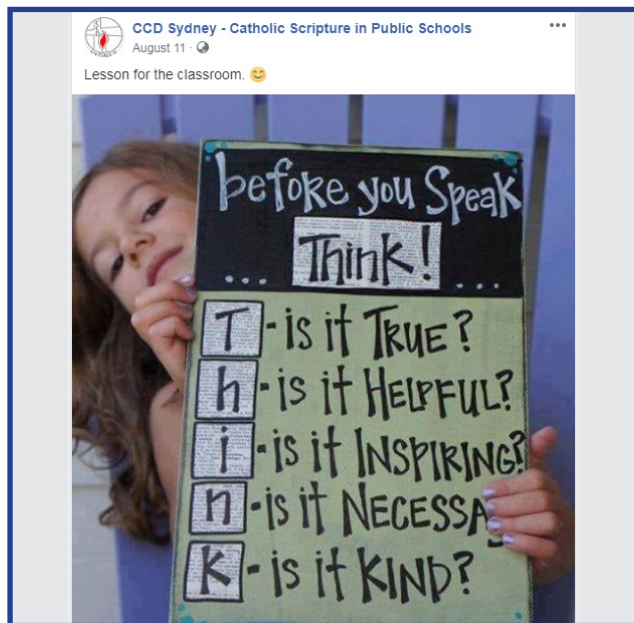 CCD Sydney - Catholic Scripture in Public Schools
August 11
Lesson for the classroom.
before you Speak
Think!
T - is it TRUE?
h - is it HELPFUL?
i - is it INSPIRING?
n - is it NECESSA
K - is it KIND?